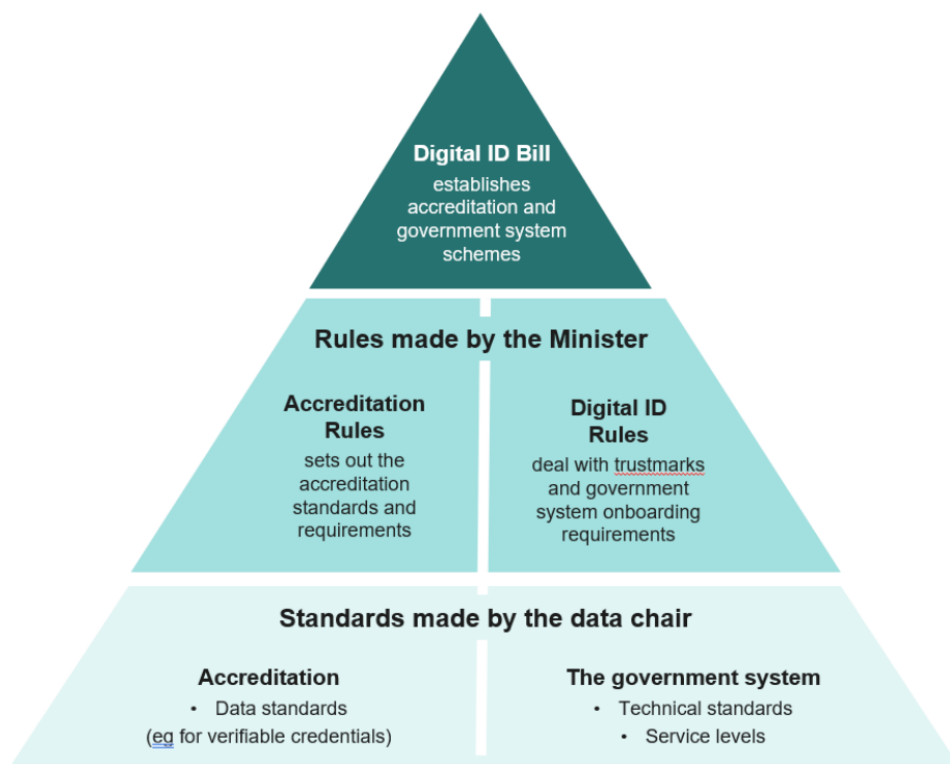 Digital ID Bill
establishes
accreditation and
government system
schemes
Rules made by the Minister
Accreditation
Rules
sets out the
accreditation
standards and
requirements
Digital ID
Rules
deal with trustmarks
and government
system onboarding
requirements
Standards made by the data chair
Accreditation
• Data standards
(eg for verifiable credentials)
The government system
• Technical standards
• Service levels